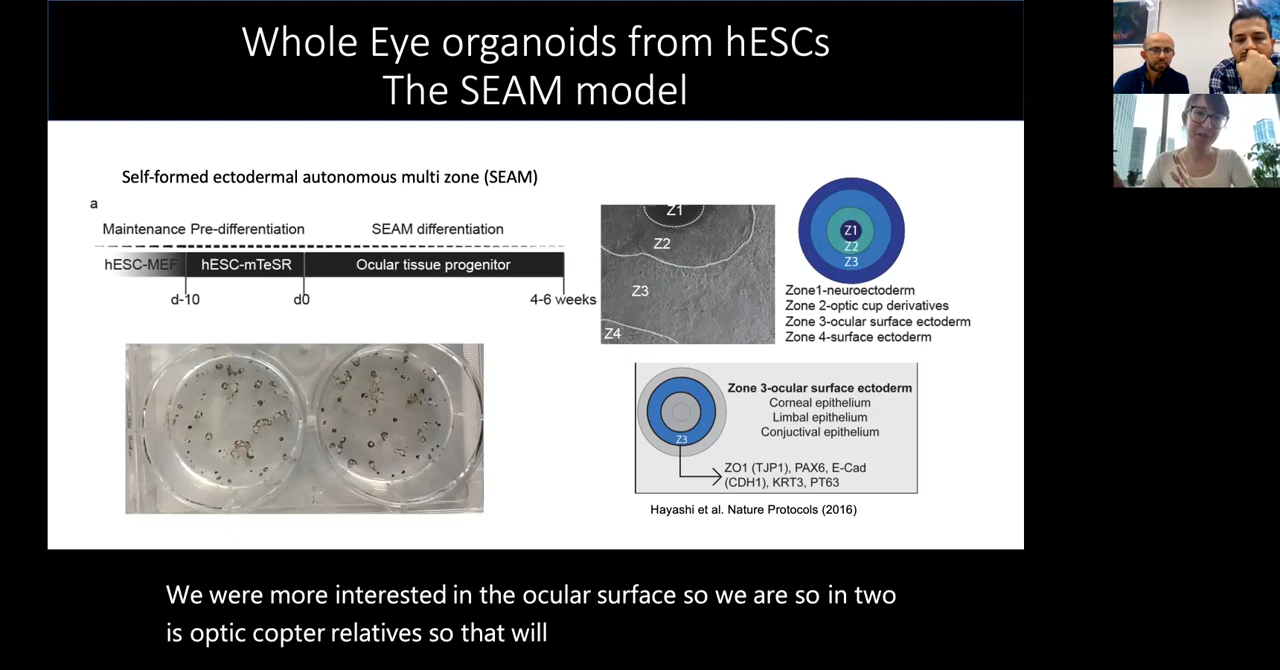 Whole Eye organoids from hESCs
The SEAM model
Self-formed ectodermal autonomous multi zone (SEAM)
a
Maintenance Pre-differentiation SEAM differentiation
hESC-MEF hESC-mTeSR Ocular tissue progenitor
d-10 d0 4-6 weeks
Z1
Z2
Z3
Z4
Z1
Z2
Z3
Zone1-neuroectoderm
Zone 2-optic cup derivatives
Zone 3-ocular surface ectoderm
Zone 4-surface ectoderm
Zone 3-ocular surface ectoderm
Corneal epithelium
Limbal epithelium
Conjuctival epithelium
Z3
ZO1 (TJP1), PAX6, E-Cad
(CDH1), KRT3, PT63
Hayashi et al. Nature Protocols (2016)
We were more interested in the ocular surface so we are so in two
is optic copter relatives so that will